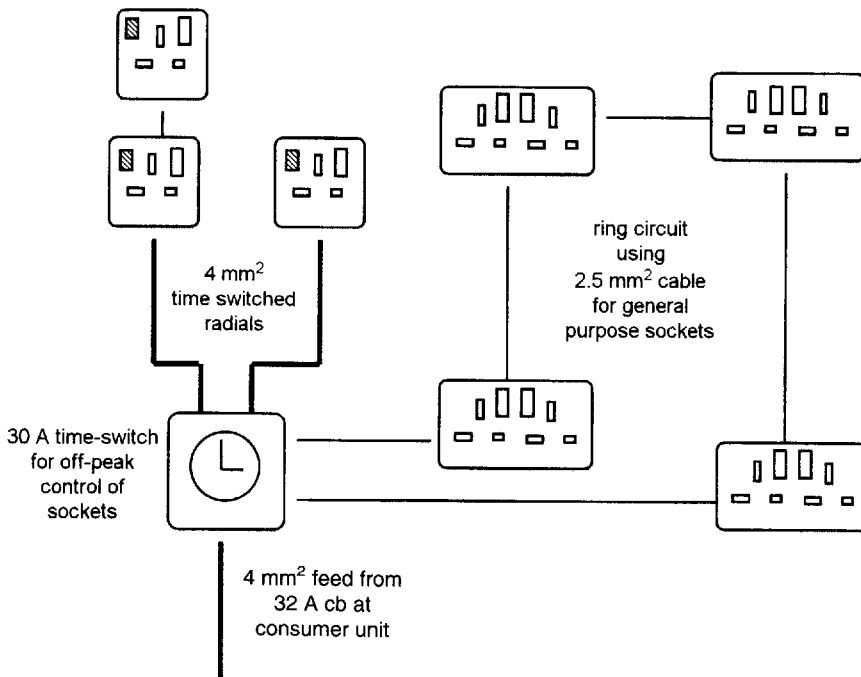 4 mm²
time switched
radials
ring circuit
using
2.5 mm² cable
for general
purpose sockets
30 A time-switch
for off-peak
control of
sockets
4 mm² feed from
32 A cb at
consumer unit